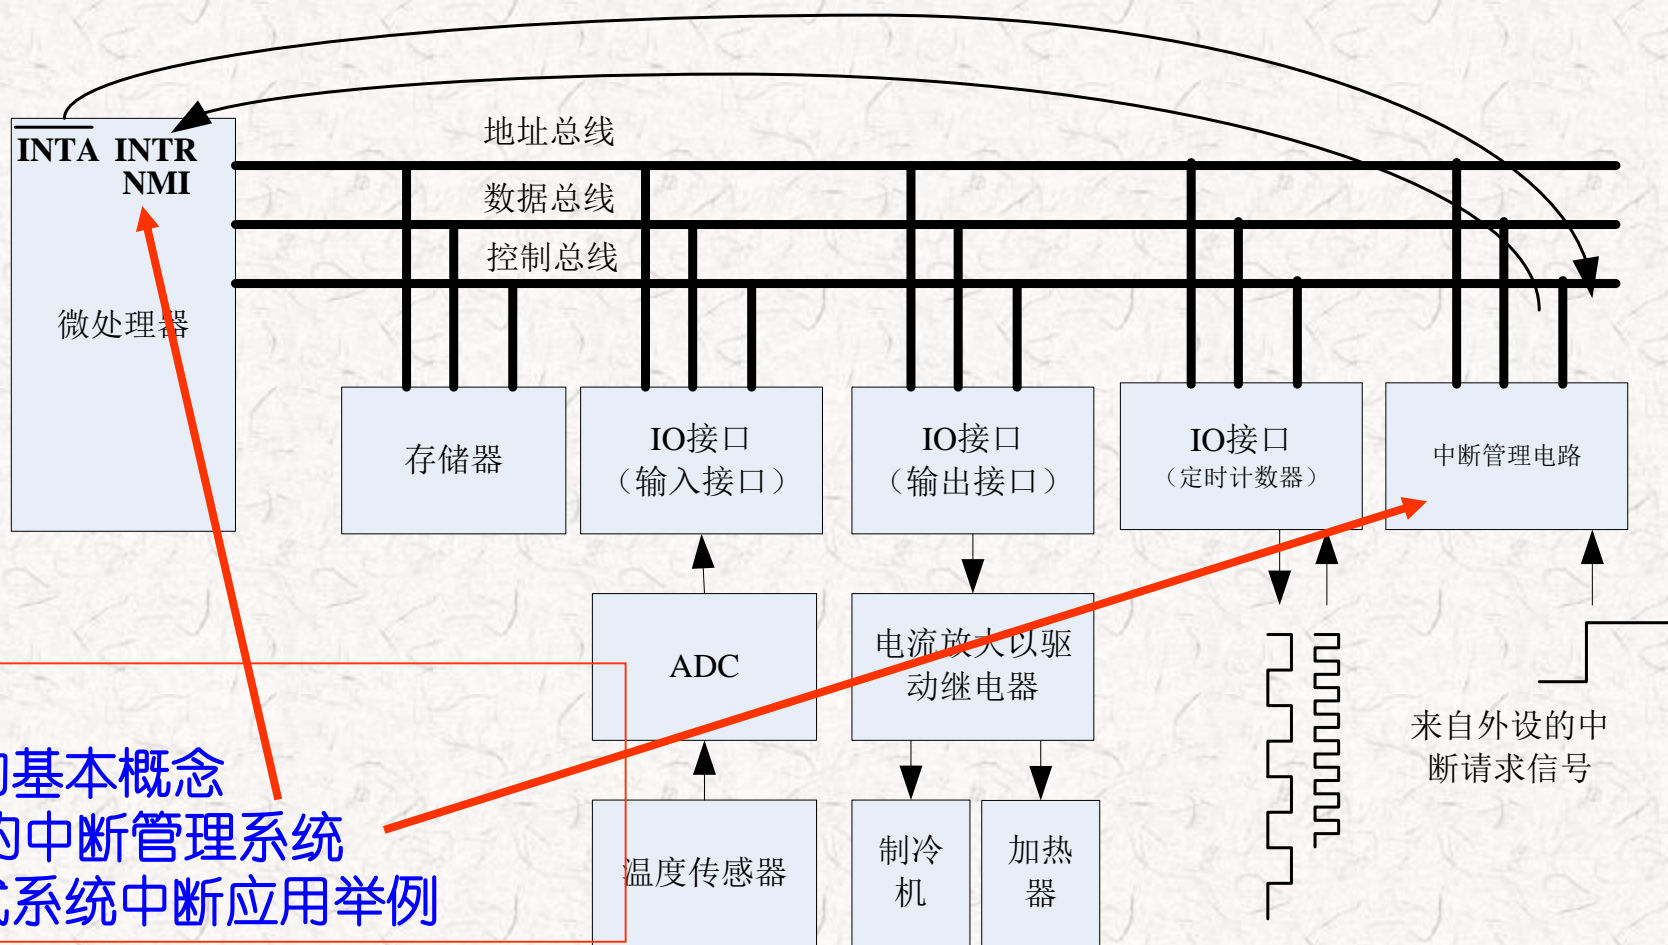 INTA INTR
NMI
微处理器
地址总线
数据总线
控制总线
存储器
IO接口
（输入接口）
IO接口
（输出接口）
IO接口
（定时计数器）
中断管理电路
ADC
电流放大以驱
动继电器
来自外设的中
断请求信号
温度传感器
制冷
机
加热
器
基本概念
中断管理系统
系统中断应用举例